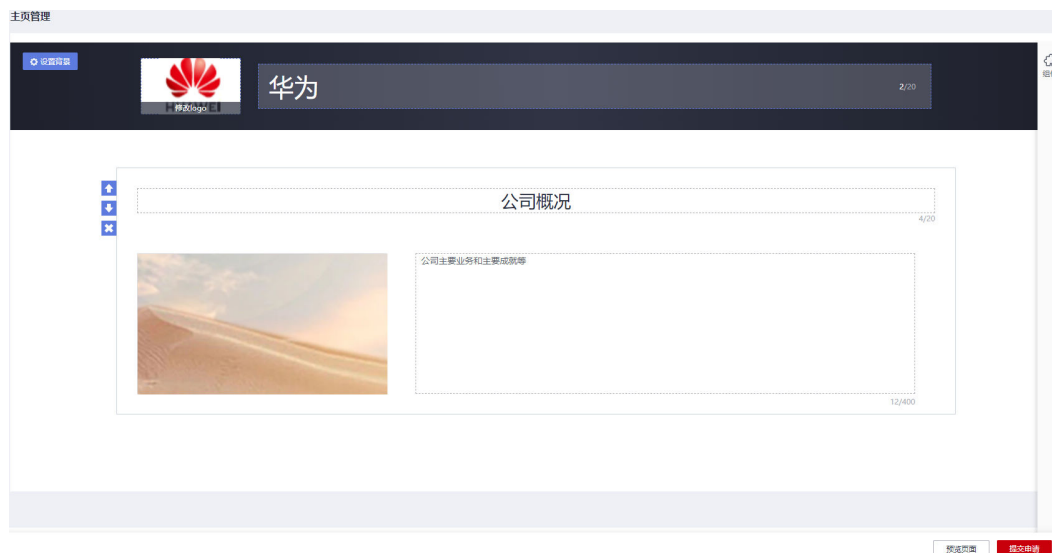 主页管理
设置背景
华为
2/20
修改logo
公司概况
4/20
公司主要业务和主要成就等
12/400
预览页面
提交申请